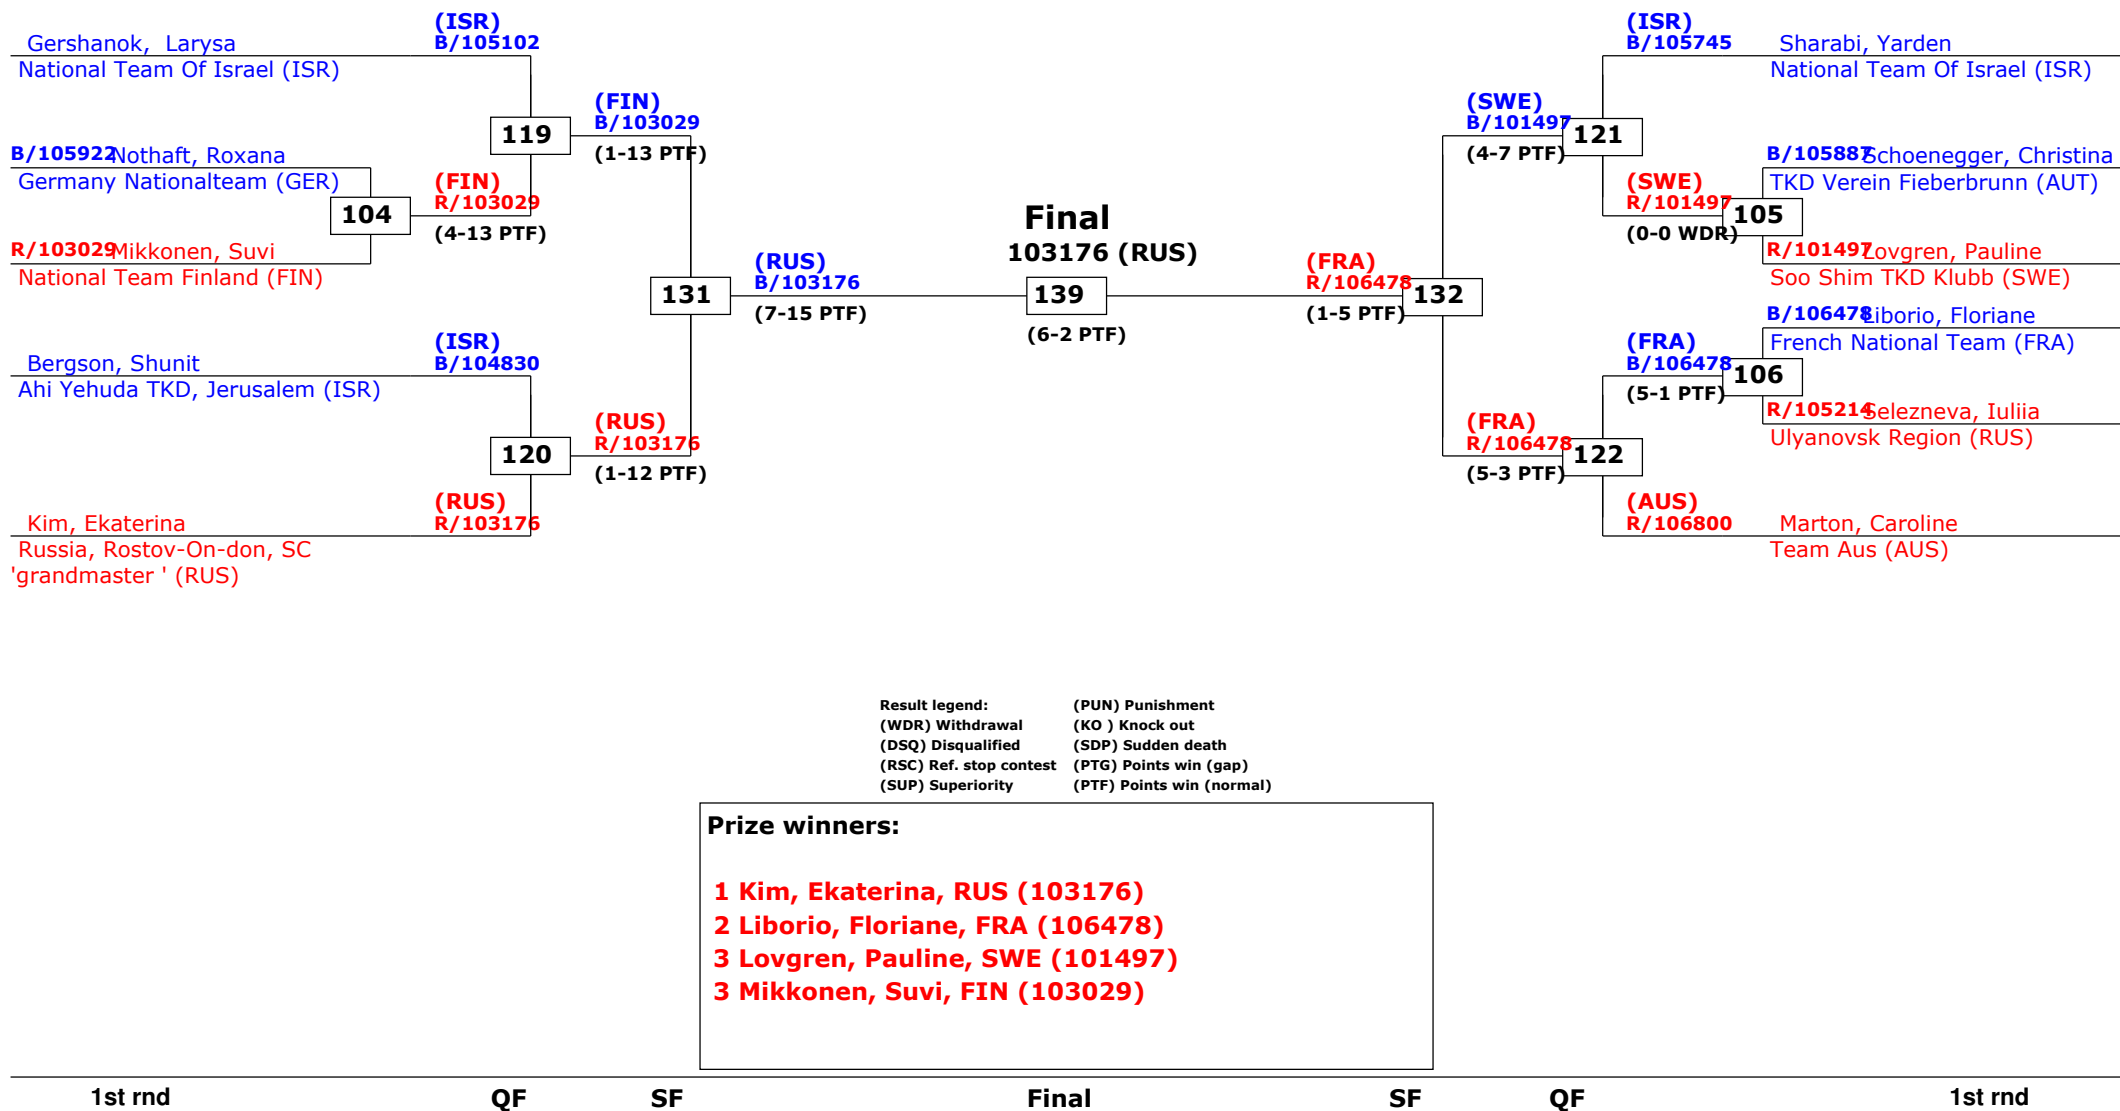 (ISR)
B/105102
Gershanok, Larysa
National Team Of Israel (ISR)
119
(FIN)
B/103029
(1-13 PTF)
B/105922 Nothaft, Roxana
Germany Nationalteam (GER)
104
(FIN)
R/103029
(4-13 PTF)
R/103029 Mikkonen, Suvi
National Team Finland (FIN)
131
(RUS)
B/103176
(7-15 PTF)
(ISR)
B/104830
Bergson, Shunit
Ahi Yehuda TKD, Jerusalem (ISR)
120
(RUS)
R/103176
(1-12 PTF)
(RUS)
R/103176
Kim, Ekaterina
Russia, Rostov-On-don, SC
'grandmaster ' (RUS)
Final
103176 (RUS)
139
(6-2 PTF)
(ISR)
B/105745
Sharabi, Yarden
National Team Of Israel (ISR)
(SWE)
B/101497
121
(4-7 PTF)
B/105887 Schoenegger, Christina
TKD Verein Fieberbrunn (AUT)
(SWE)
R/101497
105
(0-0 WDR)
R/101497 Lovgren, Pauline
Soo Shim TKD Klubb (SWE)
(FRA)
R/106478
132
(1-5 PTF)
B/106478 Liborio, Floriane
French National Team (FRA)
(FRA)
B/106478
106
(5-1 PTF)
R/105214 Selezneva, Iuliia
Ulyanovsk Region (RUS)
(FRA)
R/106478
122
(5-3 PTF)
(AUS)
R/106800
Marton, Caroline
Team Aus (AUS)
Result legend:
(WDR) Withdrawal
(DSQ) Disqualified
(RSC) Ref. stop contest
(SUP) Superiority
(PUN) Punishment
(KO ) Knock out
(SDP) Sudden death
(PTG) Points win (gap)
(PTF) Points win (normal)
Prize winners:
1 Kim, Ekaterina, RUS (103176)
2 Liborio, Floriane, FRA (106478)
3 Lovgren, Pauline, SWE (101497)
3 Mikkonen, Suvi, FIN (103029)
1st rnd QF SF Final SF QF 1st rnd